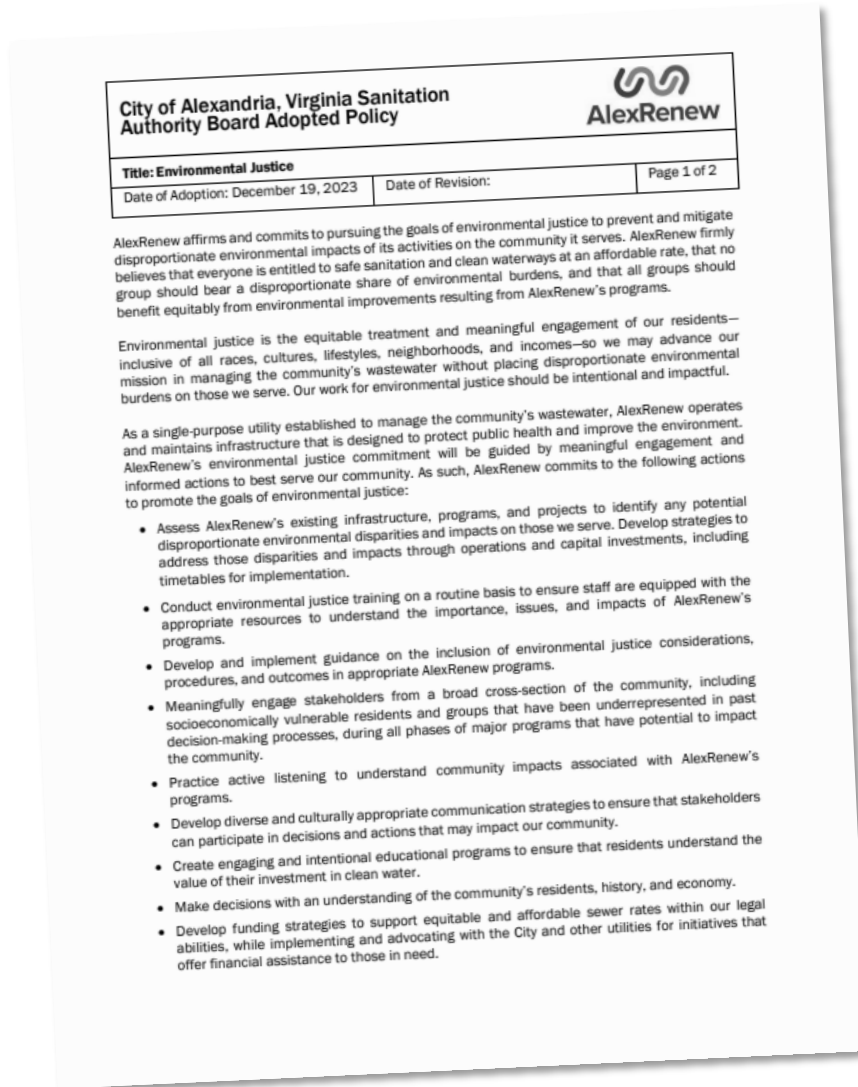 City of Alexandria, Virginia Sanitation
Authority Board Adopted Policy
AlexRenew
Title: Environmental Justice
Date of Adoption: December 19, 2023
Date of Revision:
Page 1 of 2
AlexRenew affirms and commits to pursuing the goals of environmental justice to prevent and mitigate
disproportionate environmental impacts of its activities on the community it serves. AlexRenew firmly
believes that everyone is entitled to safe sanitation and clean waterways at an affordable rate, that no
group should bear a disproportionate share of environmental burdens, and that all groups should
benefit equitably from environmental improvements resulting from AlexRenew's programs.
Environmental justice is the equitable treatment and meaningful engagement of our residents—
inclusive of all races, cultures, lifestyles, neighborhoods, and incomes—so we may advance our
mission in managing the community's wastewater without placing disproportionate environmental
burdens on those we serve. Our work for environmental justice should be intentional and impactful.
As a single-purpose utility established to manage the community's wastewater, AlexRenew operates
and maintains infrastructure that is designed to protect public health and improve the environment.
AlexRenew's environmental justice commitment will be guided by meaningful engagement and
informed actions to best serve our community. As such, AlexRenew commits to the following actions
to promote the goals of environmental justice:
• Assess AlexRenew's existing infrastructure, programs, and projects to identify any potential
disproportionate environmental disparities and impacts on those we serve. Develop strategies to
address those disparities and impacts through operations and capital investments, including
timetables for implementation.
• Conduct environmental justice training on a routine basis to ensure staff are equipped with the
appropriate resources to understand the importance, issues, and impacts of AlexRenew's
programs.
• Develop and implement guidance on the inclusion of environmental justice considerations,
procedures, and outcomes in appropriate AlexRenew programs.
• Meaningfully engage stakeholders from a broad cross-section of the community, including
socioeconomically vulnerable residents and groups that have been underrepresented in past
decision-making processes, during all phases of major programs that have potential to impact
the community.
• Practice active listening to understand community impacts associated with AlexRenew's
programs.
• Develop diverse and culturally appropriate communication strategies to ensure that stakeholders
can participate in decisions and actions that may impact our community.
• Create engaging and intentional educational programs to ensure that residents understand the
value of their investment in clean water.
• Make decisions with an understanding of the community's residents, history, and economy.
• Develop funding strategies to support equitable and affordable sewer rates within our legal
abilities, while implementing and advocating with the City and other utilities for initiatives that
offer financial assistance to those in need.